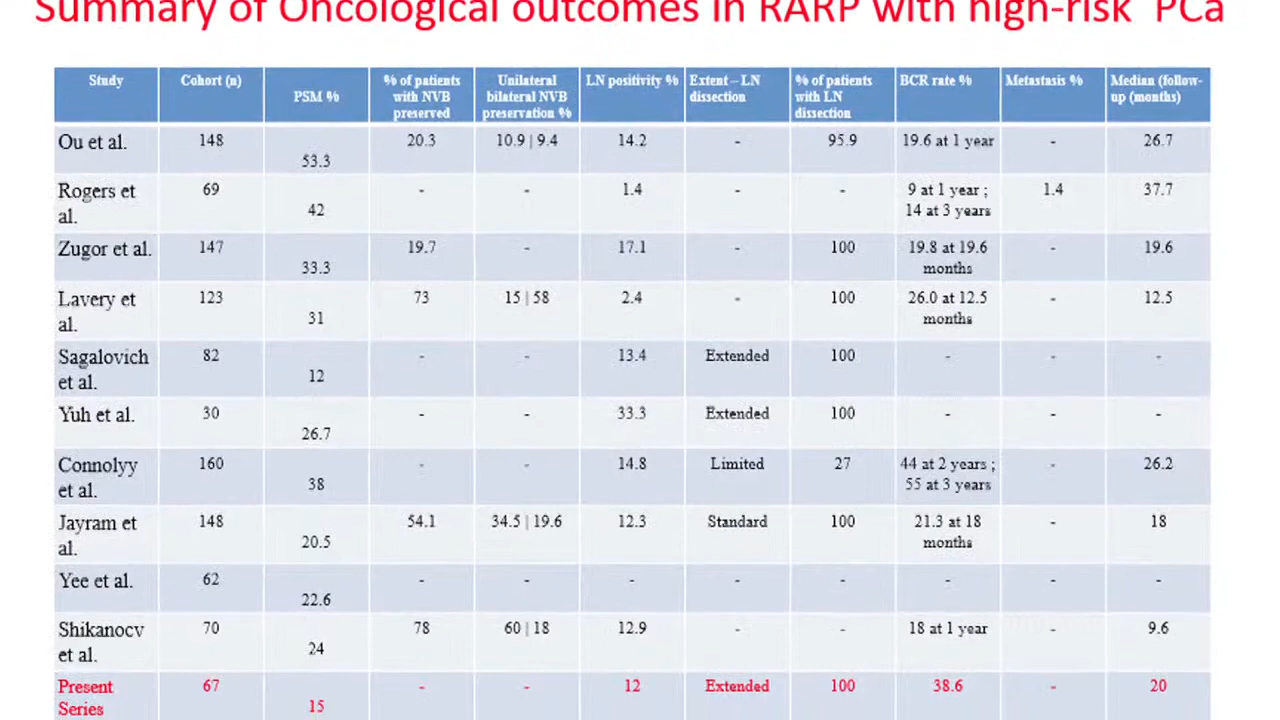 Summary of Oncological outcomes in RARP with high-risk PCa
Study Cohort (n) PSM % % of patients with NVB preserved Unilateral bilateral NVB preservation % LN positivity % Extent – LN dissection % of patients with LN dissection BCR rate % Metastasis % Median (follow-up (months)
Ou et al. 148 53.3 20.3 10.9 | 9.4 14.2 - 95.9 19.6 at 1 year - 26.7
Rogers et al. 69 42 - - 1.4 - - 9 at 1 year ; 14 at 3 years 1.4 37.7
Zugor et al. 147 33.3 19.7 - 17.1 - 100 19.8 at 19.6 months - 19.6
Lavery et al. 123 31 73 15 | 58 2.4 - 100 26.0 at 12.5 months - 12.5
Sagalovich et al. 82 12 - - 13.4 Extended 100 - - -
Yuh et al. 30 26.7 - - 33.3 Extended 100 - - -
Connolyy et al. 160 38 - - 14.8 Limited 27 44 at 2 years ; 55 at 3 years - 26.2
Jayram et al. 148 20.5 54.1 34.5 | 19.6 12.3 Standard 100 21.3 at 18 months - 18
Yee et al. 62 22.6 - - - - - - - -
Shikanocv et al. 70 24 78 60 | 18 12.9 - - 18 at 1 year - 9.6
Present Series 67 15 - - 12 Extended 100 38.6 - 20